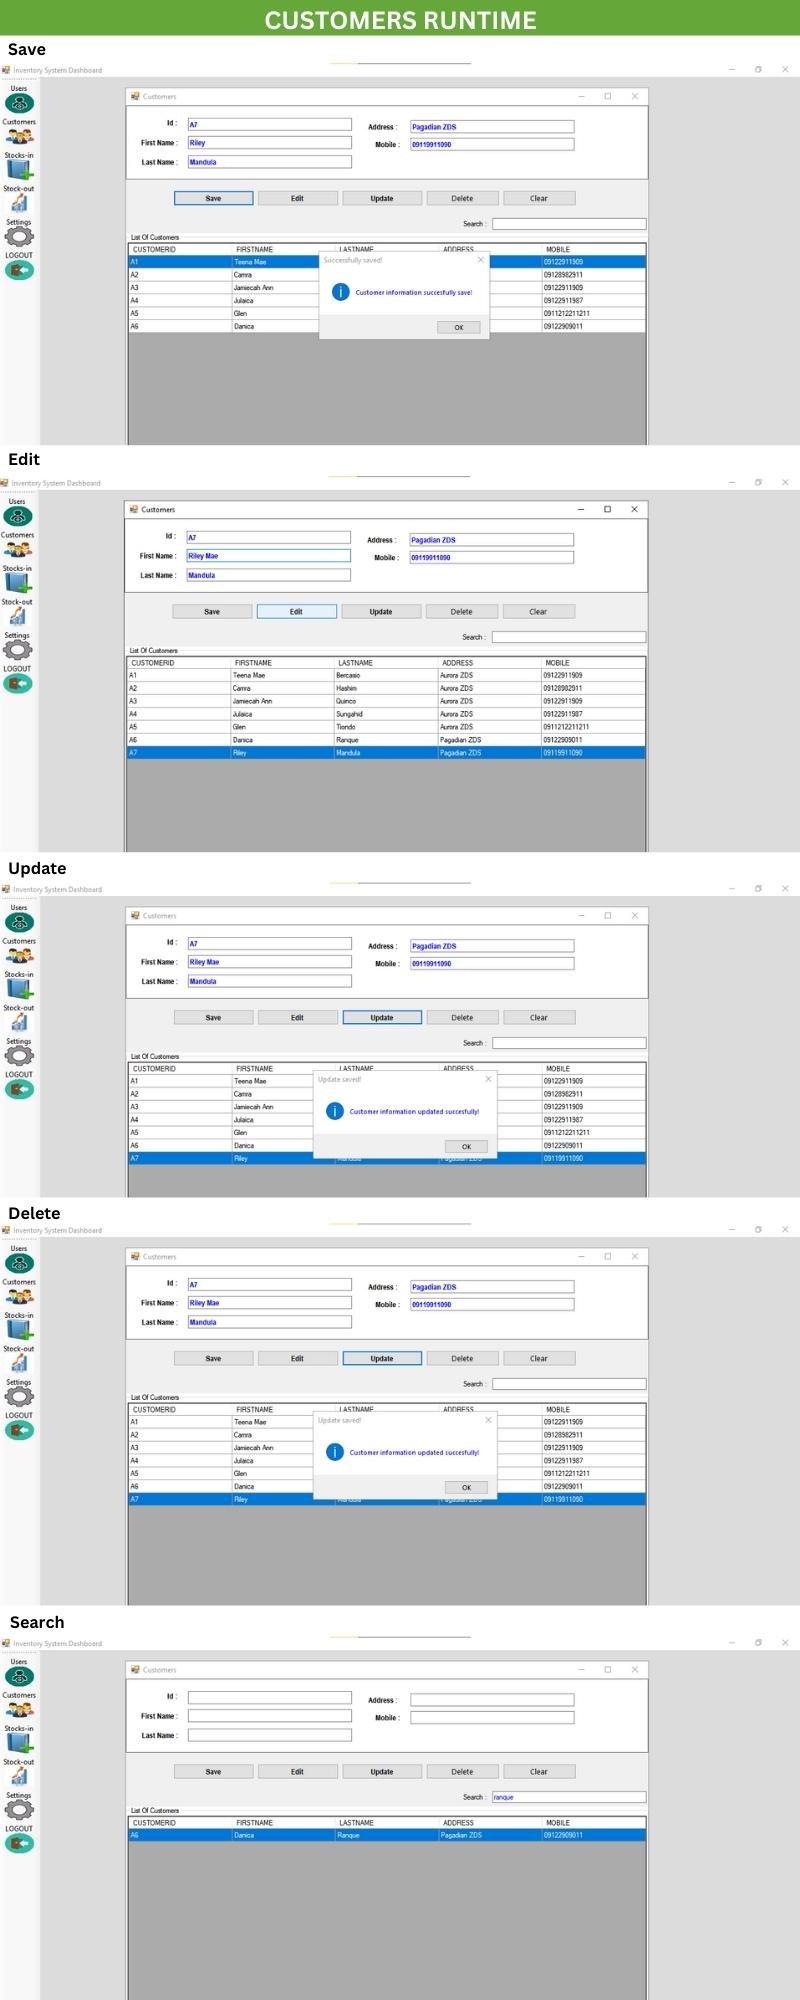 CUSTOMERS RUNTIME
Save
Inventory System Dashboard
Users
Customers
Stocks-in
Stock-out
Settings
LOGOUT
Customers
Id : A7 Address : Pagadian ZDS
First Name : Riley Mobile : 09119911090
Last Name : Mandula
Save Edit Update Delete Clear
Search :
List Of Customers
CUSTOMERID FIRSTNAME LASTNAME ADDRESS MOBILE
A1 Teena Mae 09122911909
A2 Camra 09128982911
A3 Jamiecah Ann 09122911909
A4 Julaica 09122911987
A5 Glen 0911212211211
A6 Danica 09122909011
Successfully saved!
Customer information succesfully save!
OK
Edit
Inventory System Dashboard
Users
Customers
Stocks-in
Stock-out
Settings
LOGOUT
Customers
Id : A7 Address : Pagadian ZDS
First Name : Riley Mae Mobile : 09119911090
Last Name : Mandula
Save Edit Update Delete Clear
Search :
List Of Customers
CUSTOMERID FIRSTNAME LASTNAME ADDRESS MOBILE
A1 Teena Mae Bercasio Aurora ZDS 09122911909
A2 Camra Hashim Aurora ZDS 09128982911
A3 Jamiecah Ann Quinco Aurora ZDS 09122911909
A4 Julaica Sungahid Aurora ZDS 09122911987
A5 Glen Tiondo Aurora ZDS 0911212211211
A6 Danica Ranque Pagadian ZDS 09122909011
A7 Riley Mandula Pagadian ZDS 09119911090
Update
Inventory System Dashboard
Users
Customers
Stocks-in
Stock-out
Settings
LOGOUT
Customers
Id : A7 Address : Pagadian ZDS
First Name : Riley Mae Mobile : 09119911090
Last Name : Mandula
Save Edit Update Delete Clear
Search :
List Of Customers
CUSTOMERID FIRSTNAME LASTNAME ADDRESS MOBILE
A1 Teena Mae 09122911909
A2 Camra 09128982911
A3 Jamiecah Ann 09122911909
A4 Julaica 09122911987
A5 Glen 0911212211211
A6 Danica 09122909011
A7 Riley Mandula Pagadian ZDS 09119911090
Update saved!
Customer information updated succesfully!
OK
Delete
Inventory System Dashboard
Users
Customers
Stocks-in
Stock-out
Settings
LOGOUT
Customers
Id : A7 Address : Pagadian ZDS
First Name : Riley Mae Mobile : 09119911090
Last Name : Mandula
Save Edit Update Delete Clear
Search :
List Of Customers
CUSTOMERID FIRSTNAME LASTNAME ADDRESS MOBILE
A1 Teena Mae 09122911909
A2 Camra 09128982911
A3 Jamiecah Ann 09122911909
A4 Julaica 09122911987
A5 Glen 0911212211211
A6 Danica 09122909011
A7 Riley Mandula Pagadian ZDS 09119911090
Update saved!
Customer information updated succesfully!
OK
Search
Inventory System Dashboard
Users
Customers
Stocks-in
Stock-out
Settings
LOGOUT
Customers
Id : Address :
First Name : Mobile :
Last Name :
Save Edit Update Delete Clear
Search : ranque
List Of Customers
CUSTOMERID FIRSTNAME LASTNAME ADDRESS MOBILE
A6 Danica Ranque Pagadian ZDS 09122909011